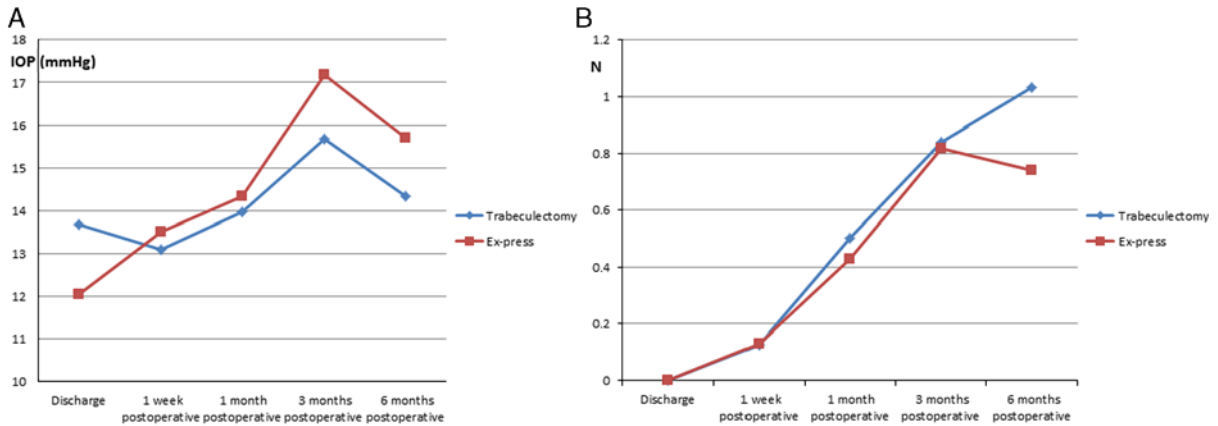 A
18
IOP (mmHg)
17
16
15
14
13
12
11
10
Discharge
1 week
postoperative
1 month
postoperative
3 months
postoperative
6 months
postoperative
Trabeculectomy
Ex-press
B
1.2
N
1
0.8
0.6
0.4
0.2
0
Discharge
1 week
postoperative
1 month
postoperative
3 months
postoperative
6 months
postoperative
Trabeculectomy
Ex-press